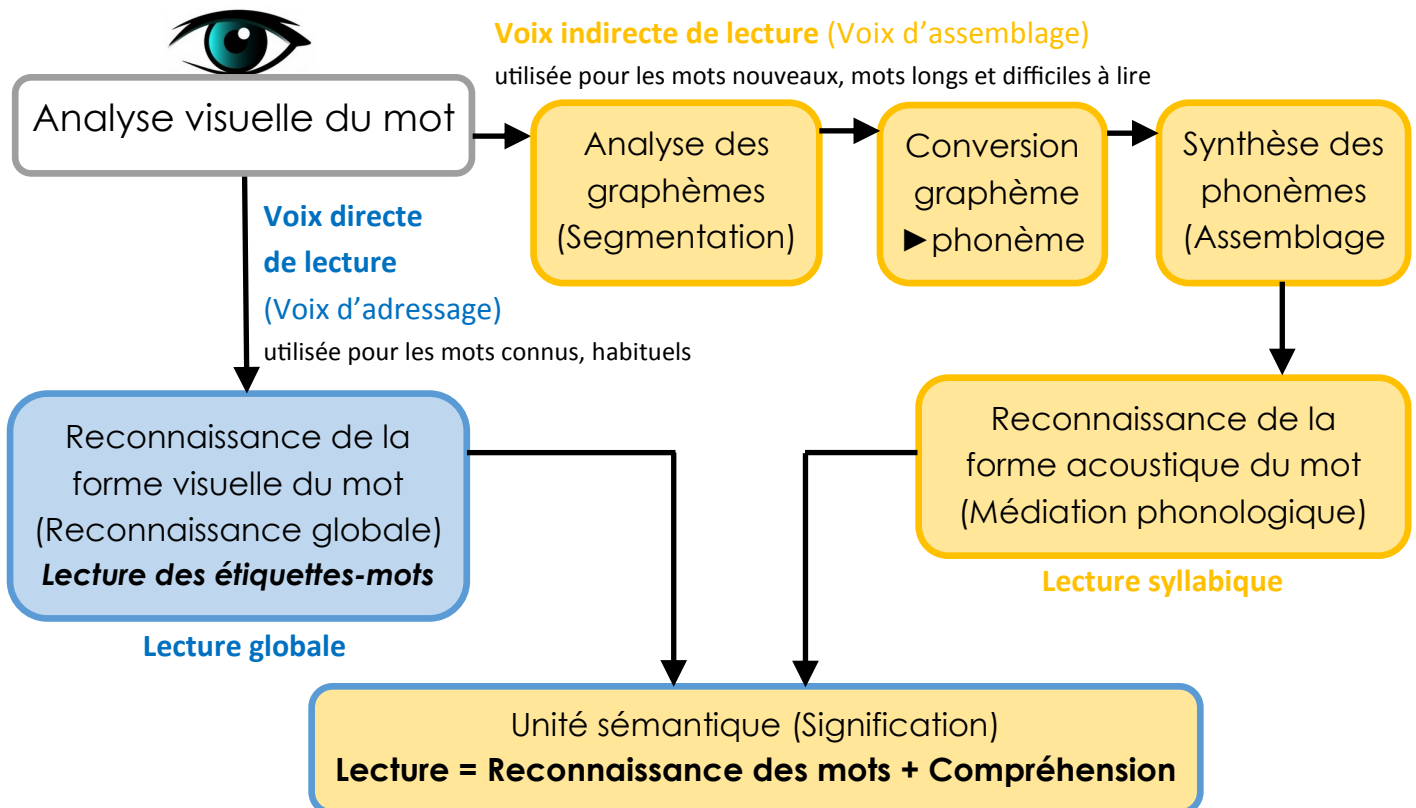 Voix indirecte de lecture (Voix d’assemblage)
utilisée pour les mots nouveaux, mots longs et difficiles à lire
Analyse visuelle du mot
Analyse des
graphèmes
(Segmentation)
Conversion
graphème
►phonème
Synthèse des
phonèmes
(Assemblage
Voix directe
de lecture
(Voix d’adressage)
utilisée pour les mots connus, habituels
Reconnaissance de la
forme visuelle du mot
(Reconnaissance globale)
Lecture des étiquettes-mots
Lecture globale
Reconnaissance de la
forme acoustique du mot
(Médiation phonologique)
Lecture syllabique
Unité sémantique (Signification)
Lecture = Reconnaissance des mots + Compréhension